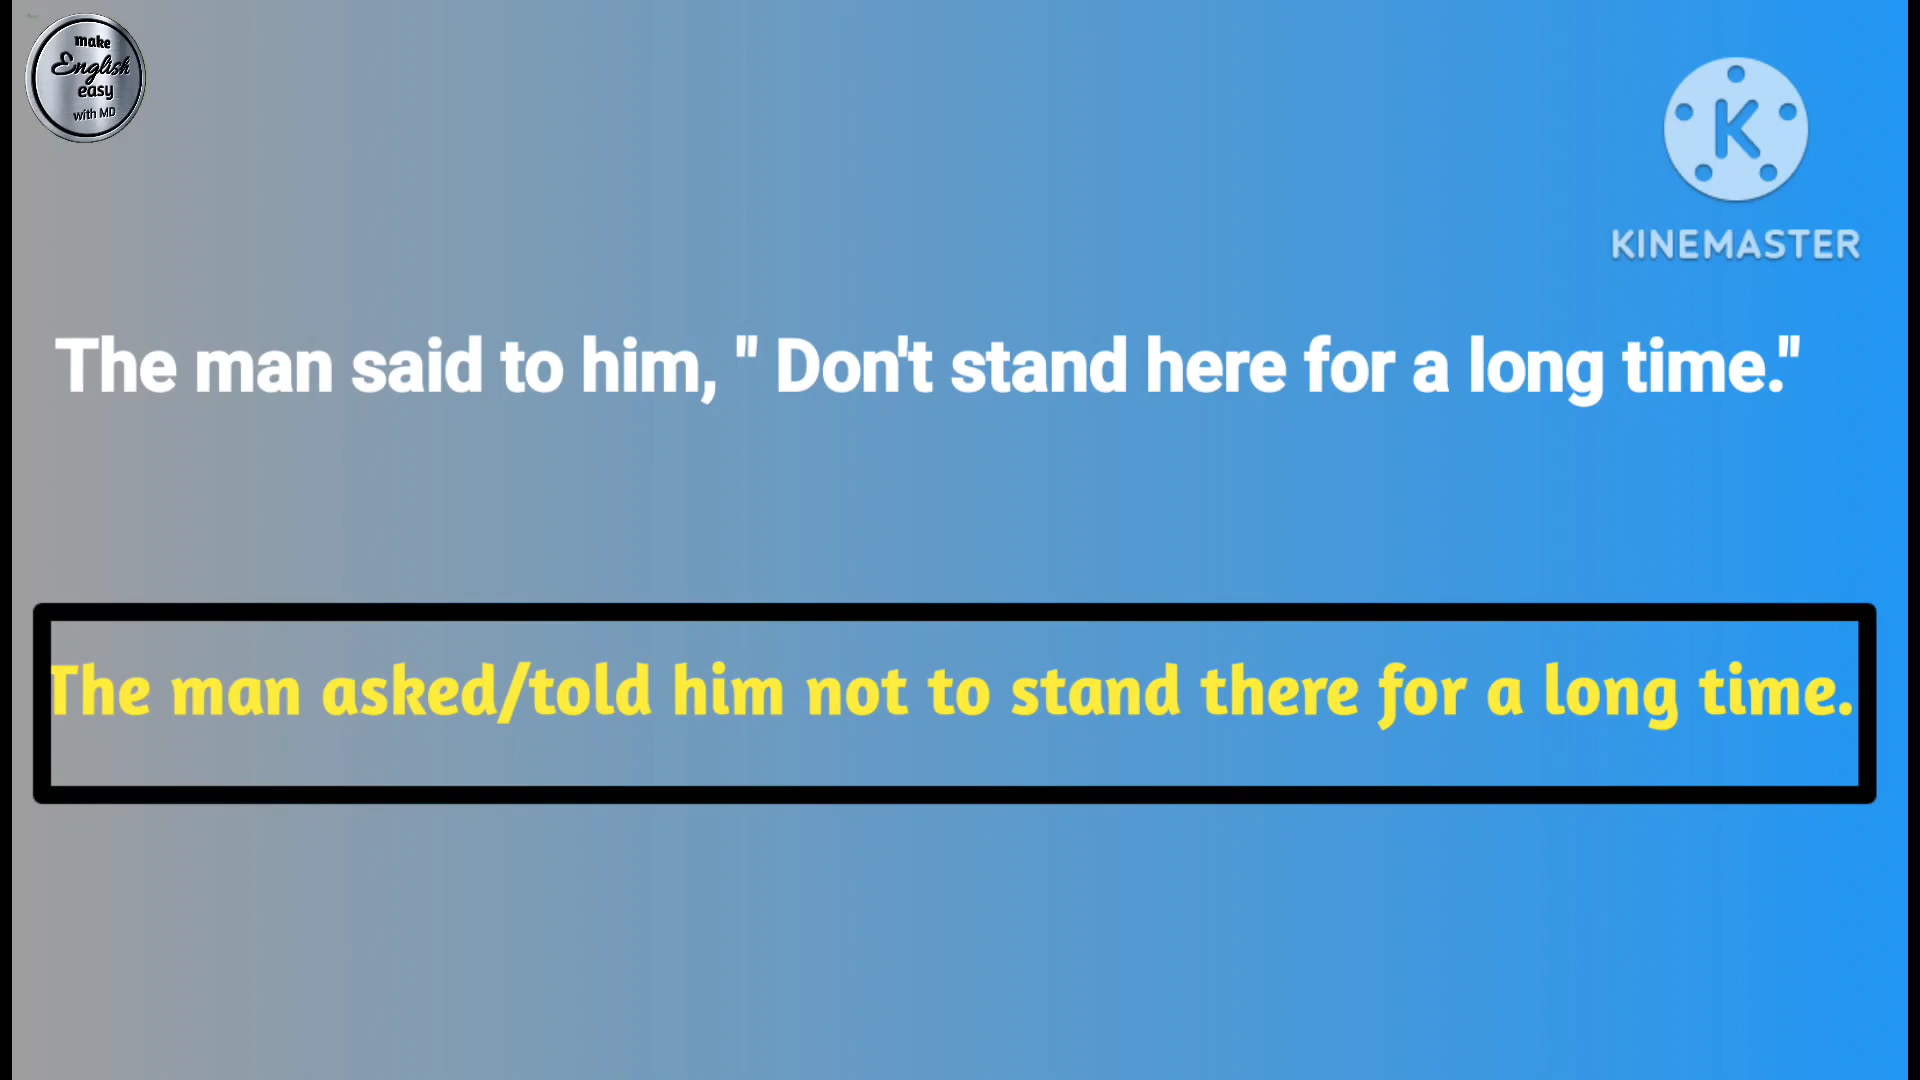 make
English
easy
with MD
KINEMASTER
The man said to him, " Don't stand here for a long time."
The man asked/told him not to stand there for a long time.